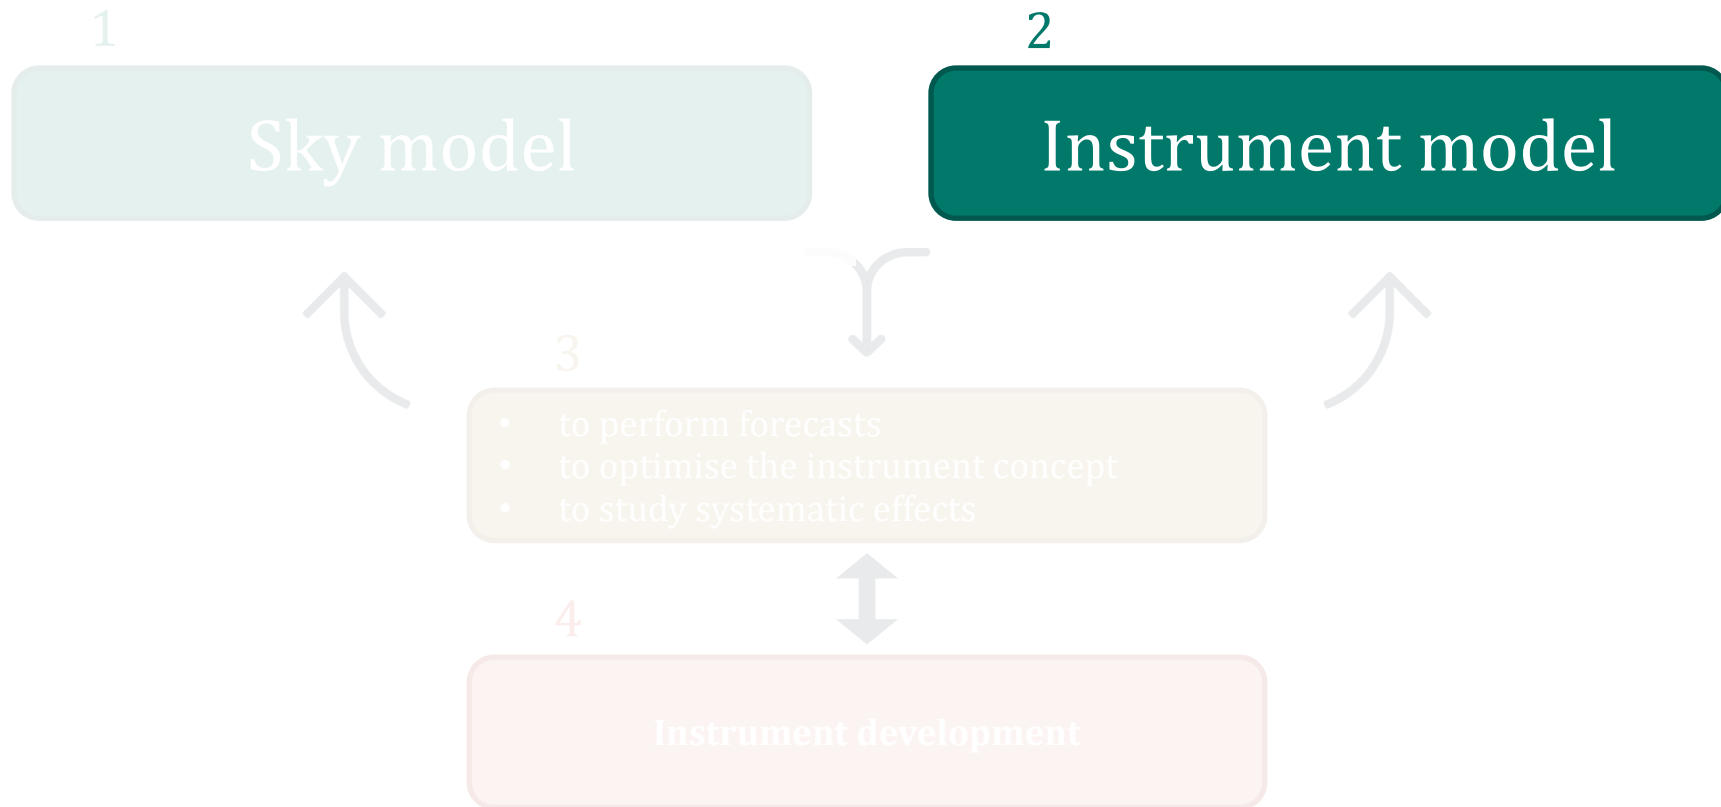 1
Sky model
2
Instrument model
3
• to perform forecasts
• to optimise the instrument concept
• to study systematic effects
4
Instrument development